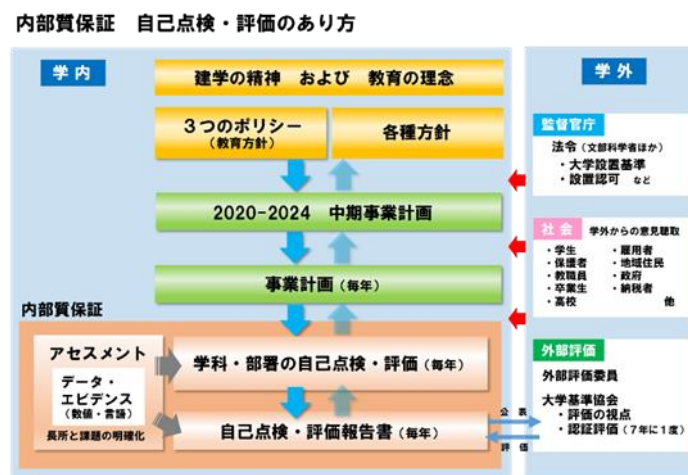 内部質保証 自己点検・評価のあり方
学内
建学の精神 および 教育の理念
3つのポリシー
(教育方針)
各種方針
2020-2024 中期事業計画
事業計画(毎年)
内部質保証
アセスメント
データ・
エビデンス
(数値・言語)
長所と課題の明確化
学科・部署の自己点検・評価(毎年)
自己点検・評価報告書(毎年)
公表
評価
学外
監督官庁
法令(文部科学省ほか)
・大学設置基準
・設置認可 など
社会 学外からの意見聴取
・学生 ・雇用者
・保護者 ・地域住民
・教職員 ・政府
・卒業生 ・納税者
・高校 他
外部評価
外部評価委員
大学基準協会
・評価の視点
・認証評価(7年に1度)